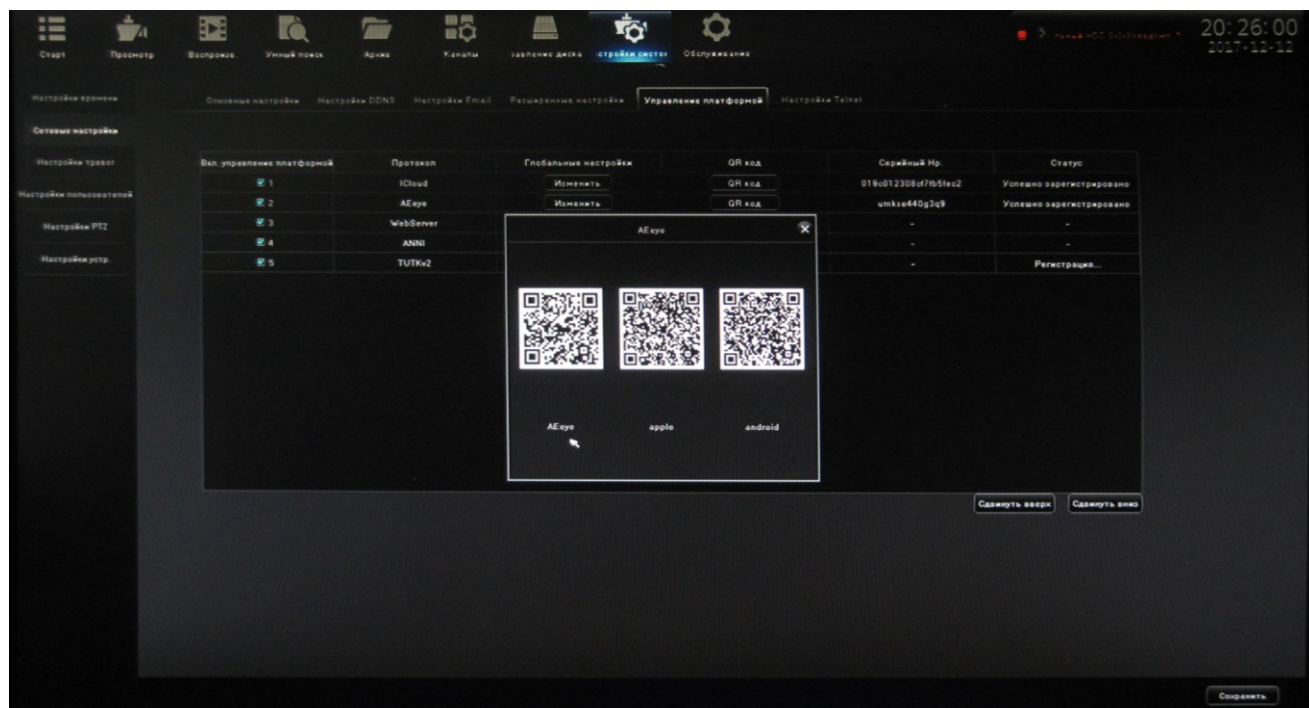 20:26:00
2017-12-12
Старт Просмотр Воспроизв. Умный поиск Архив Каналы авление диска стройки систем Обслуживание
Основные настройки Настройки DDNS Настройки Email Расширенные настройки Управление платформой Настройки Telnet
Настройки времени
Сетевые настройки
Настройки тревог
Настройки пользователей
Настройки PTZ
Настройки устр.
Вкл. управление платформой Протокол Глобальные настройки QR код Серийный Нр. Статус
1 ICloud Изменить QR код 019c012308cf7fb5fec2 Успешно зарегистрировано
2 AEeye Изменить QR код umkse440g3q9 Успешно зарегистрировано
3 WebServer - -
4 ANNI - -
5 TUTKv2 - Регистрация...
AEeye
AEeye apple android
Сдвинуть вверх Сдвинуть вниз
Сохранить